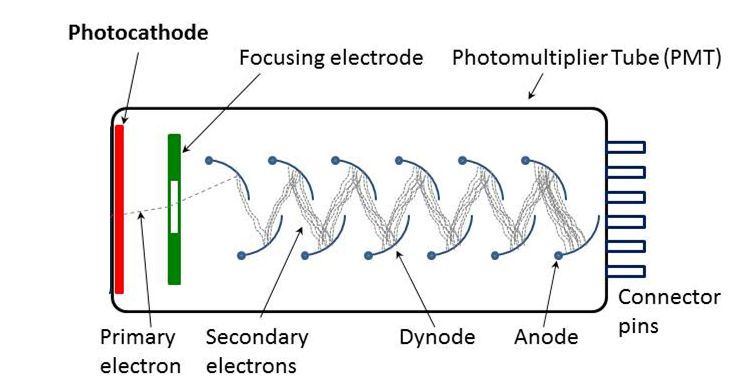 Photocathode
Focusing electrode
Photomultiplier Tube (PMT)
Primary
electron
Secondary
electrons
Dynode
Anode
Connector
pins